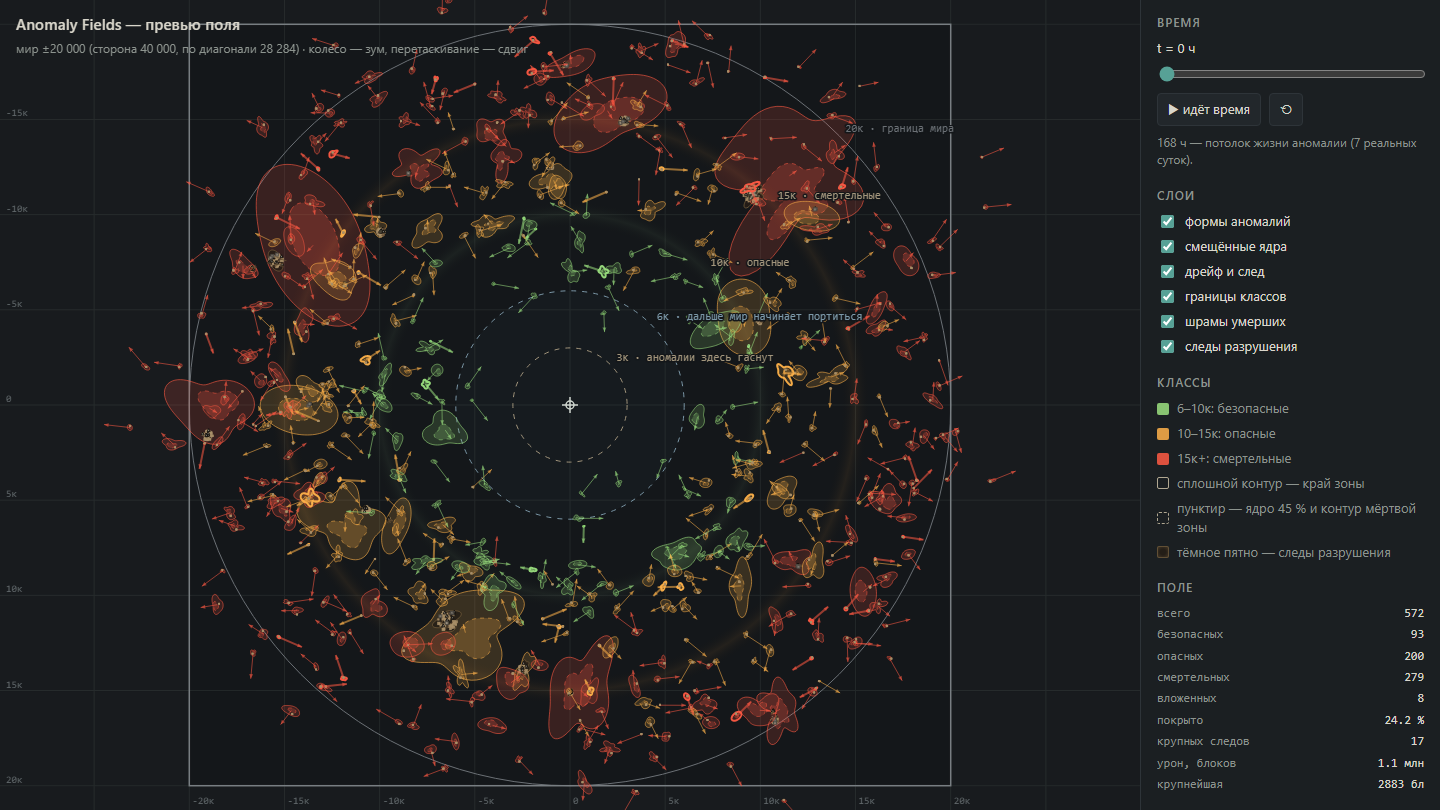 Anomaly Fields — превью поля
мир ±20 000 (сторона 40 000, по диагонали 28 284) · колесо — зум, перетаскивание — сдвиг
-15к
-10к
-5к
0
5к
10к
15к
20к
-20к
-15к
-10к
-5к
0
5к
10к
15к
20к
20к · граница мира
15к · смертельные
10к · опасные
6к · дальше мир начинает портиться
3к · аномалии здесь гаснут
ВРЕМЯ
t = 0 ч
▶ идёт время
⟲
168 ч — потолок жизни аномалии (7 реальных
суток).
СЛОИ
формы аномалий
смещённые ядра
дрейф и след
границы классов
шрамы умерших
следы разрушения
КЛАССЫ
6–10к: безопасные
10–15к: опасные
15к+: смертельные
сплошной контур — край зоны
пунктир — ядро 45 % и контур мёртвой
зоны
тёмное пятно — следы разрушения
ПОЛЕ
всего 572
безопасных 93
опасных 200
смертельных 279
вложенных 8
покрыто 24.2 %
крупных следов 17
урон, блоков 1.1 млн
крупнейшая 2883 бл